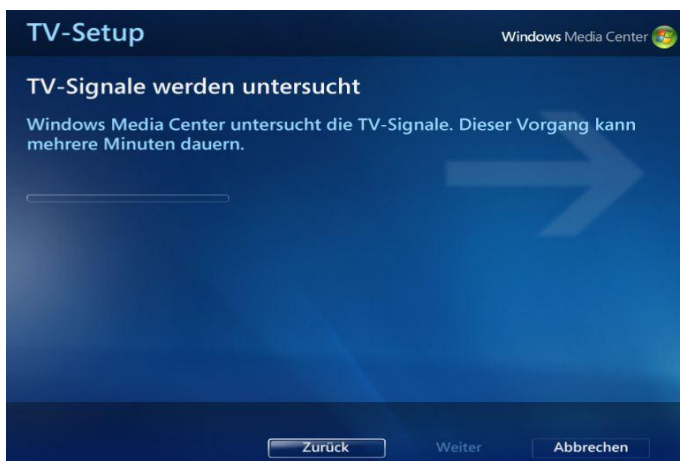 TV-Setup
Windows Media Center
TV-Signale werden untersucht
Windows Media Center untersucht die TV-Signale. Dieser Vorgang kann
mehrere Minuten dauern.
Zurück
Weiter
Abbrechen